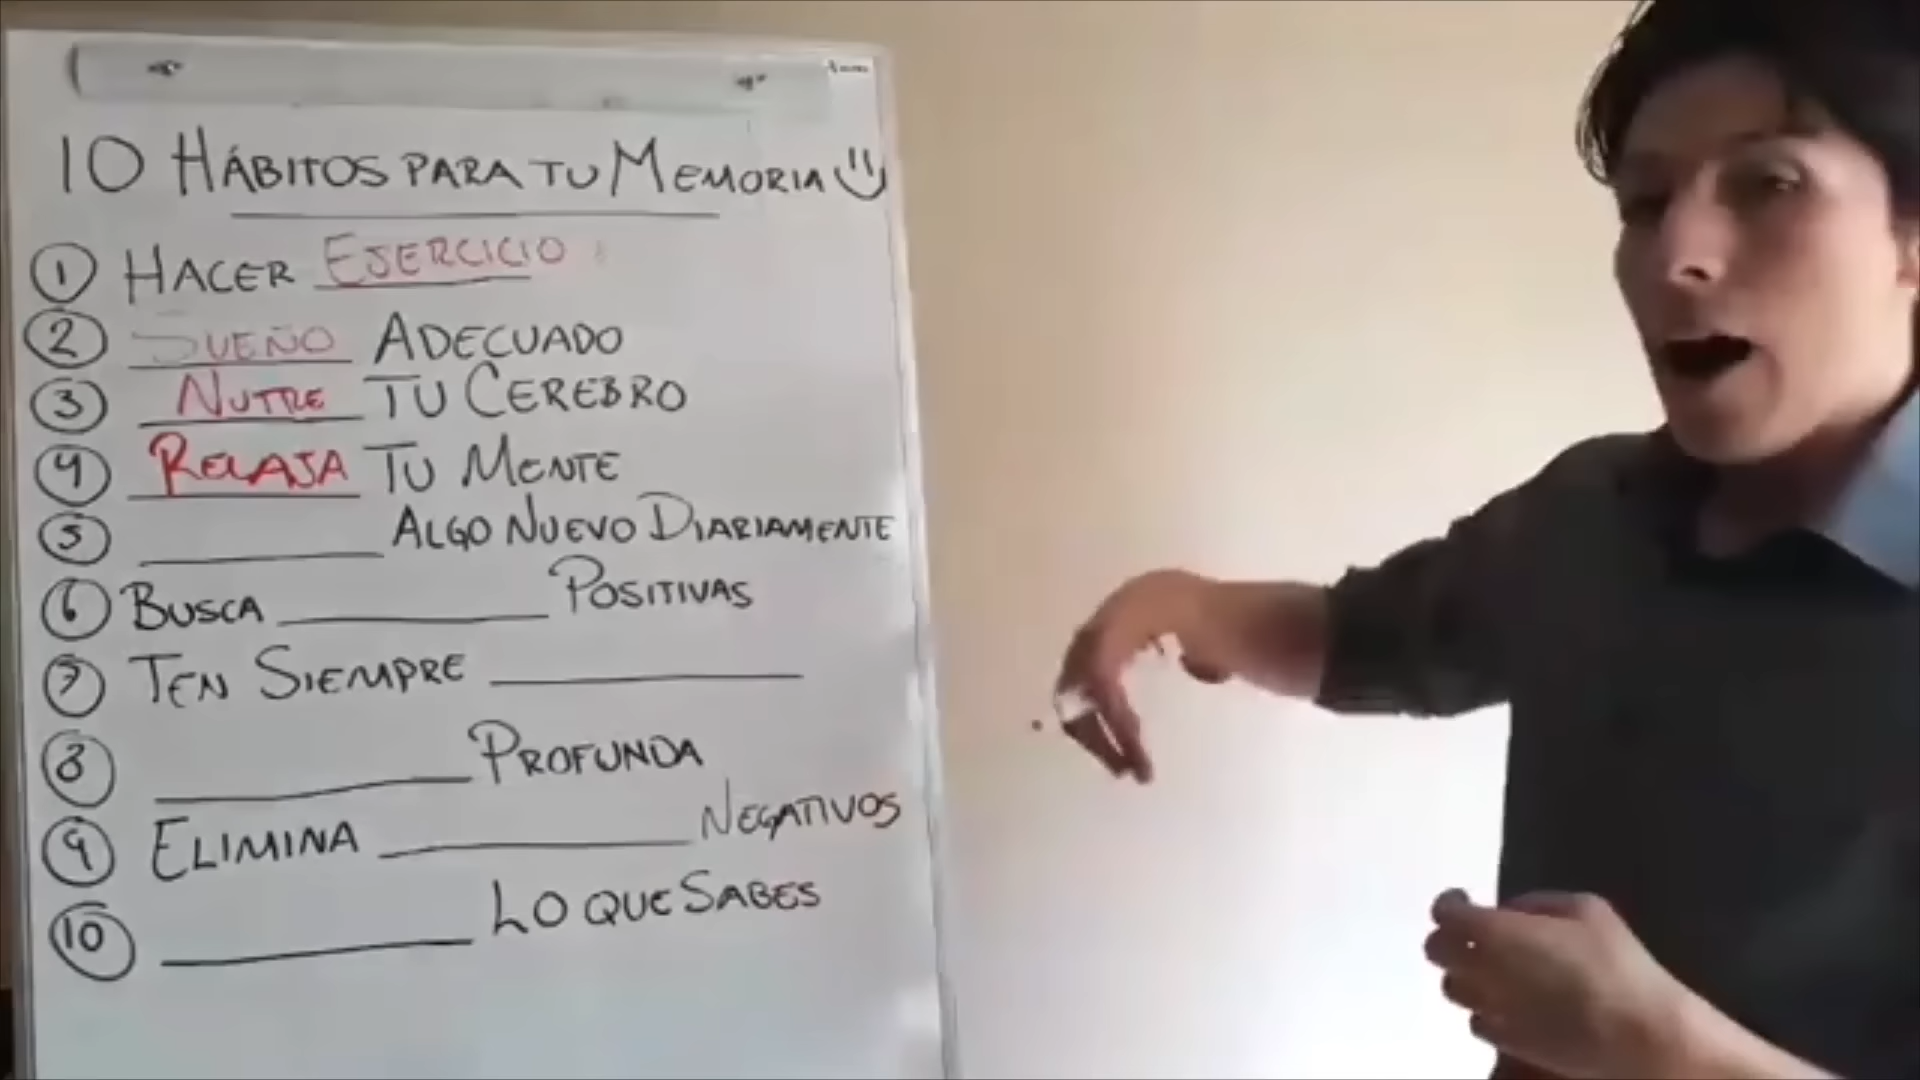 10 HÁBITOS PARA TU MEMORIA
1 HACER EJERCICIO
2 SUEÑO ADECUADO
3 NUTRE TU CEREBRO
4 RELAJA TU MENTE
5 ALGO NUEVO DIARIAMENTE
6 BUSCA POSITIVAS
7 TEN SIEMPRE
8 PROFUNDA
9 ELIMINA NEGATIVOS
10 LO QUE SABES